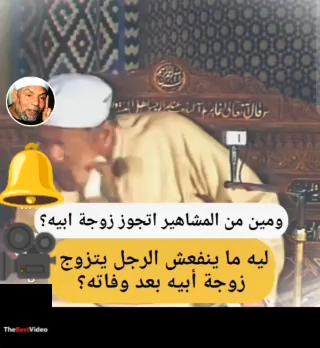 ومين من المشاهير اتجوز زوجة ابيه؟
ليه ما ينفعش الرجل يتزوج
زوجة أبيه بعد وفاته؟
TheBestVideo